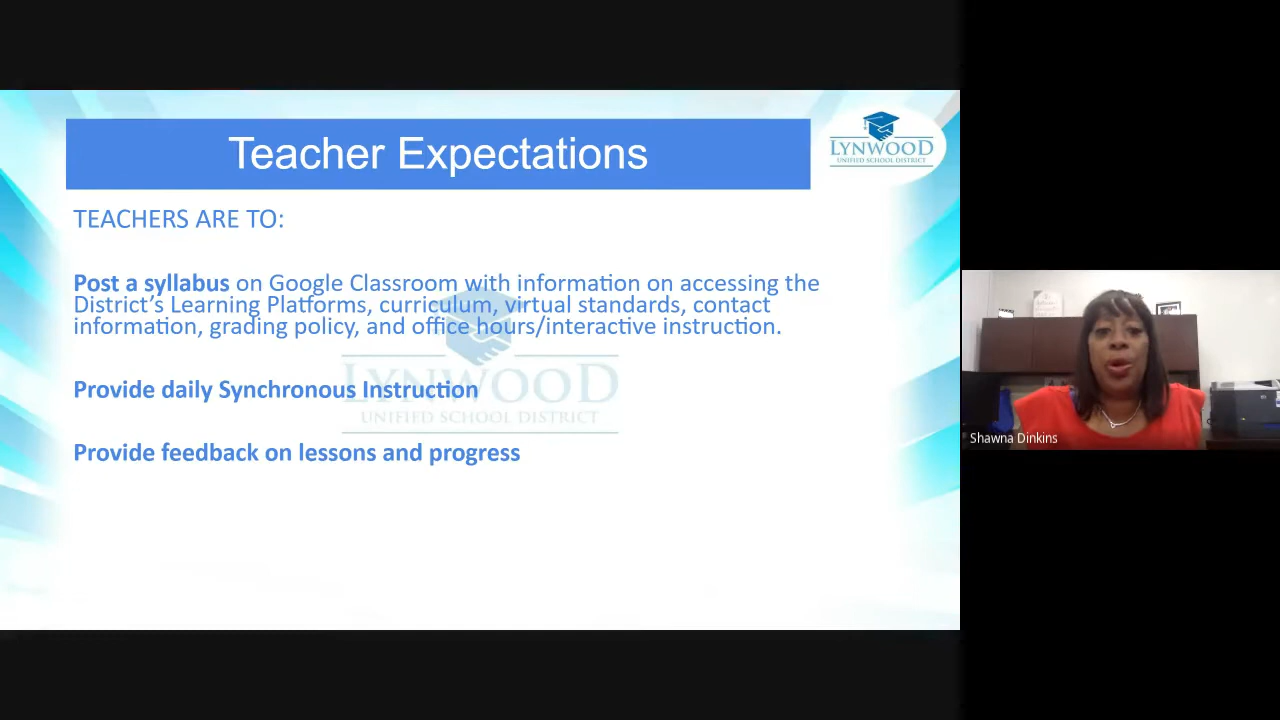 Teacher Expectations
LYNWOOD
UNIFIED SCHOOL DISTRICT
TEACHERS ARE TO:
Post a syllabus on Google Classroom with information on accessing the
District’s Learning Platforms, curriculum, virtual standards, contact
information, grading policy, and office hours/interactive instruction.
LYNWOOD
Provide daily Synchronous Instruction
UNIFIED SCHOOL DISTRICT
Provide feedback on lessons and progress
Shawna Dinkins